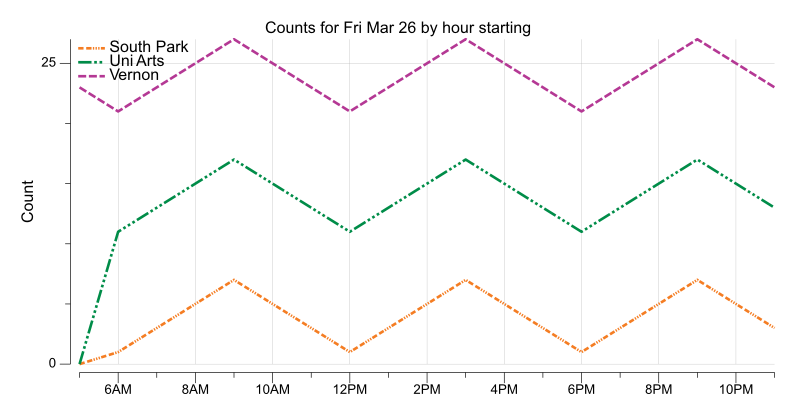 Counts for Fri Mar 26 by hour starting
South Park
Uni Arts
Vernon
25
Count
0
6AM 8AM 10AM 12PM 2PM 4PM 6PM 8PM 10PM